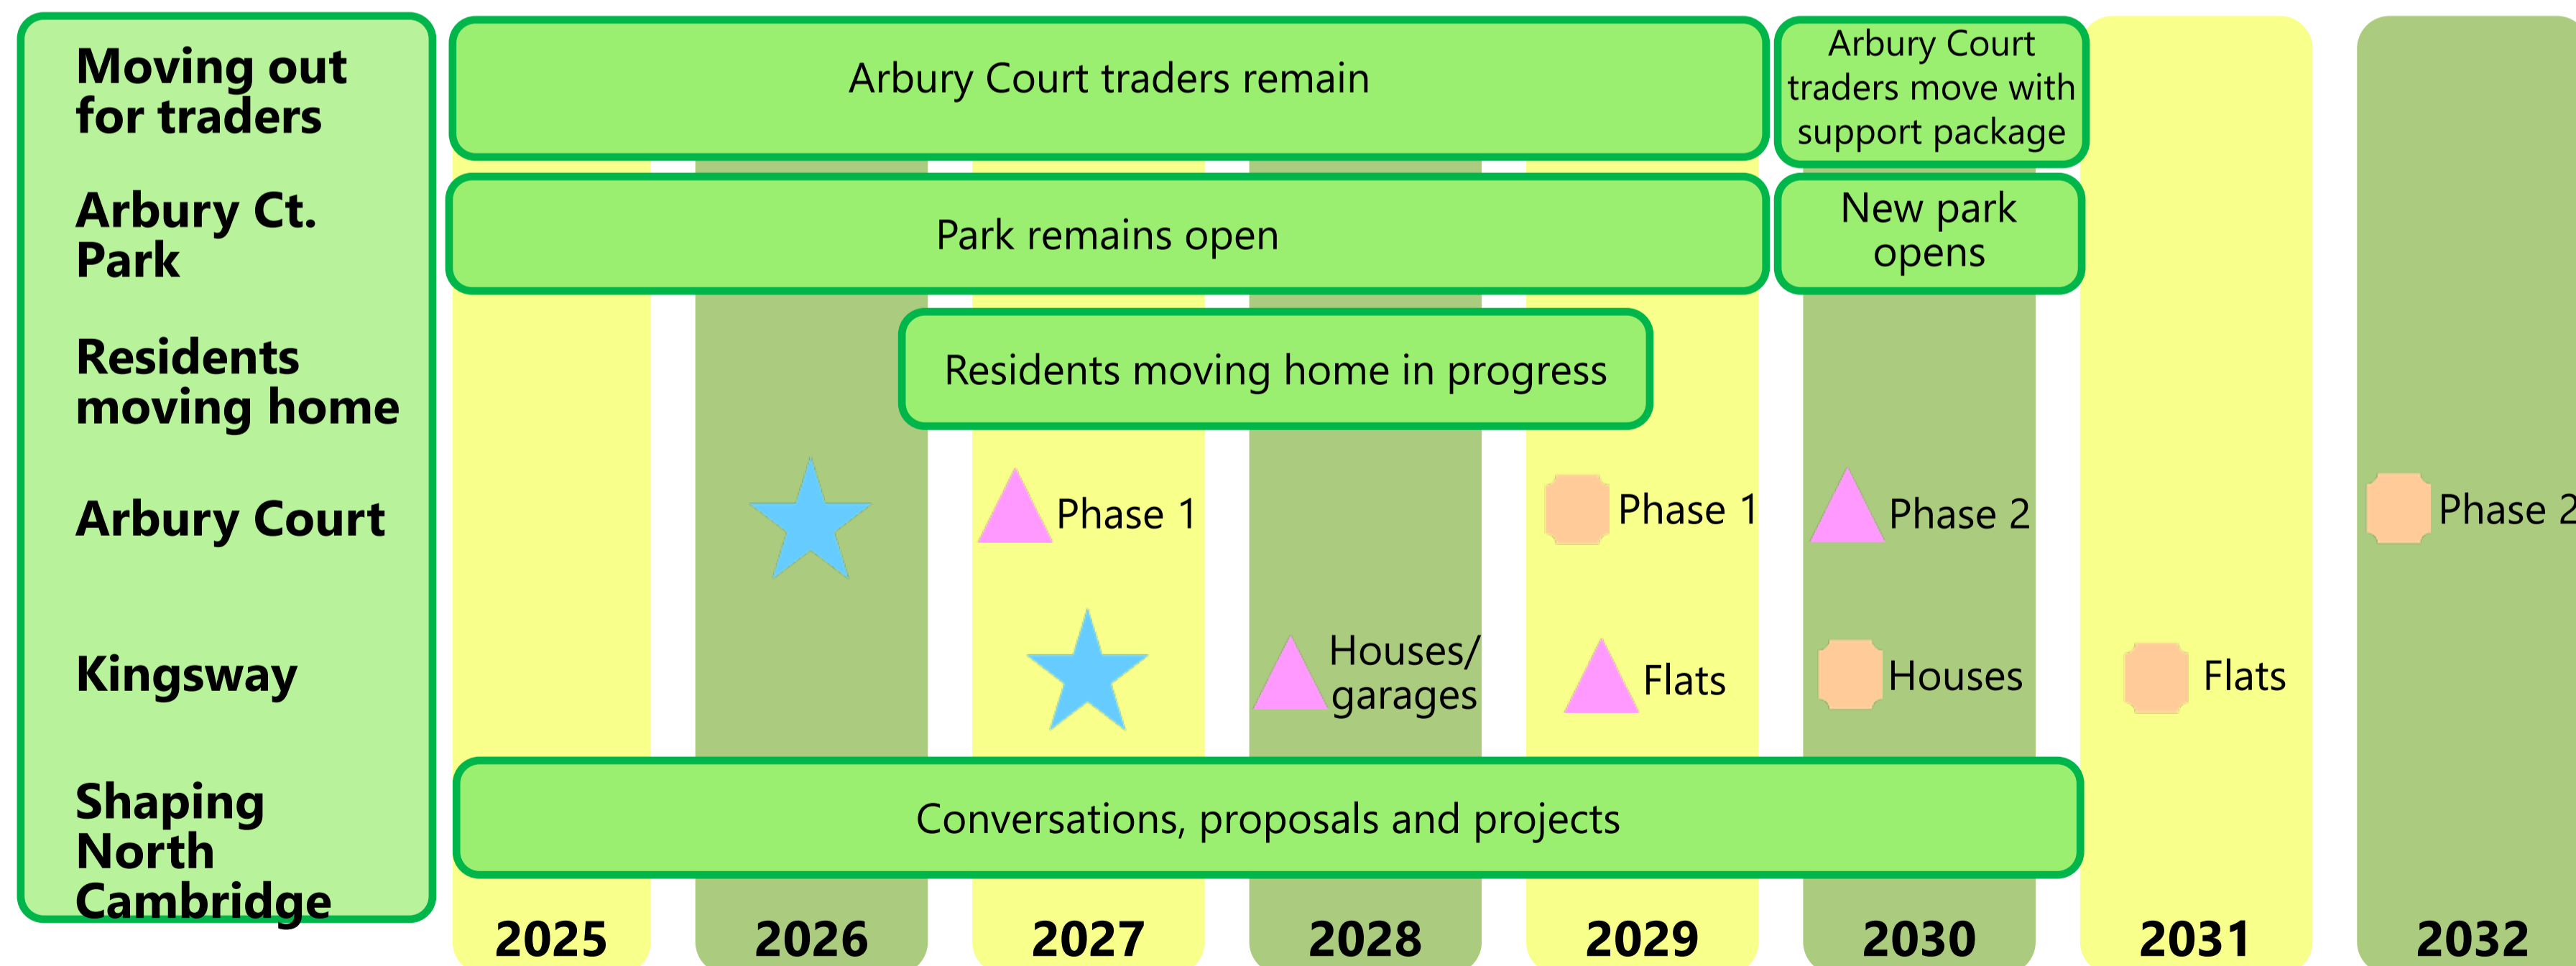 Moving out
for traders
Arbury Court traders remain
Arbury Court
traders move with
support package
Arbury Ct.
Park
Park remains open
New park
opens
Residents
moving home
Residents moving home in progress
Arbury Court
Phase 1
Phase 1
Phase 2
Phase 2
Kingsway
Houses/
garages
Flats
Houses
Flats
Shaping
North
Cambridge
Conversations, proposals and projects
2025
2026
2027
2028
2029
2030
2031
2032